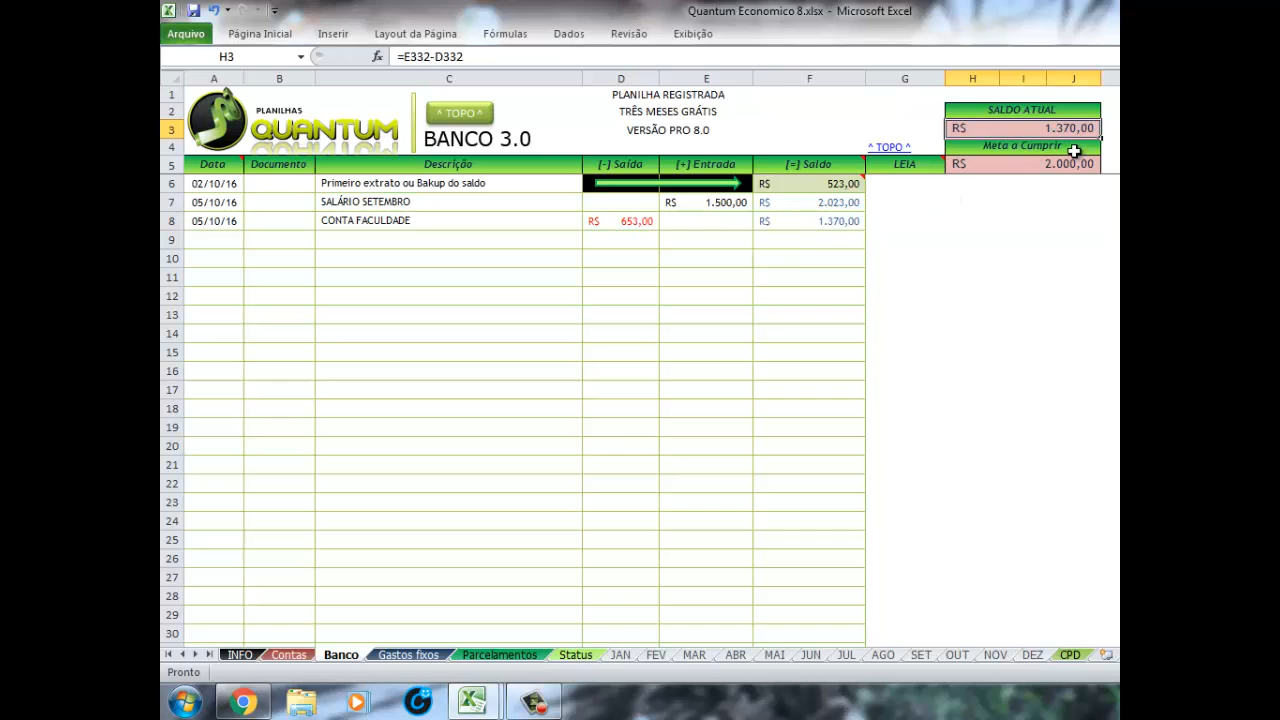 Quantum Economico 8.xlsx - Microsoft Excel
Arquivo Página Inicial Inserir Layout da Página Fórmulas Dados Revisão Exibição
H3 fx =E332-D332
A B C D E F G H I J
1 PLANILHA REGISTRADA
2 PLANILHAS ^ TOPO ^ TRÊS MESES GRÁTIS SALDO ATUAL
3 QUANTUM BANCO 3.0 VERSÃO PRO 8.0 R$ 1.370,00
4 ^ TOPO ^ Meta a Cumprir
5 Data Documento Descrição [-] Saída [+] Entrada [=] Saldo LEIA R$ 2.000,00
6 02/10/16 Primeiro extrato ou Bakup do saldo R$ 523,00
7 05/10/16 SALÁRIO SETEMBRO R$ 1.500,00 R$ 2.023,00
8 05/10/16 CONTA FACULDADE R$ 653,00 R$ 1.370,00
9
10
11
12
13
14
15
16
17
18
19
20
21
22
23
24
25
26
27
28
29
30
INFO Contas Banco Gastos fixos Parcelamentos Status JAN FEV MAR ABR MAI JUN JUL AGO SET OUT NOV DEZ CPD
Pronto